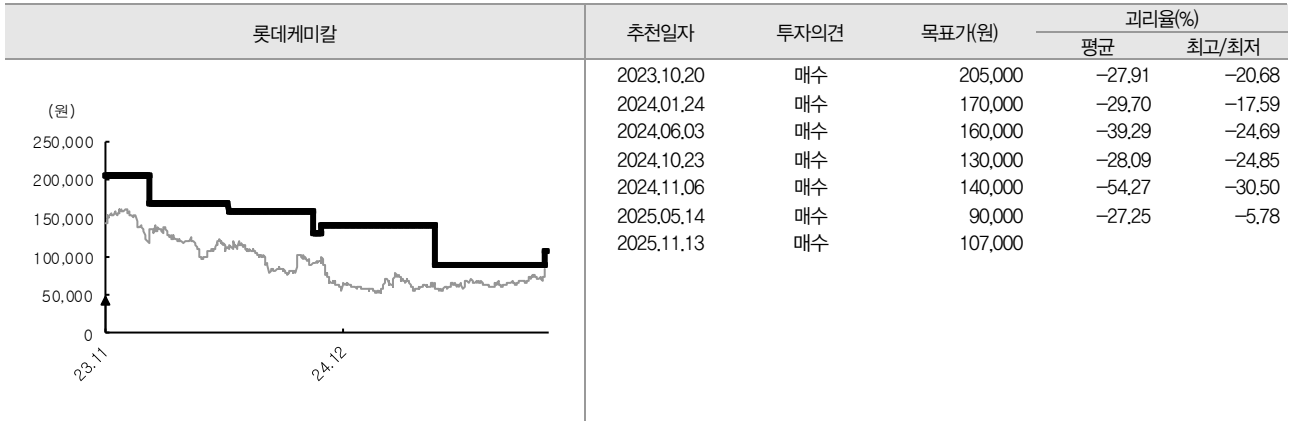 롯데케미칼
추천일자 투자의견 목표가(원) 괴리율(%)
평균 최고/최저
2023.10.20 매수 205,000 -27.91 -20.68
2024.01.24 매수 170,000 -29.70 -17.59
2024.06.03 매수 160,000 -39.29 -24.69
2024.10.23 매수 130,000 -28.09 -24.85
2024.11.06 매수 140,000 -54.27 -30.50
2025.05.14 매수 90,000 -27.25 -5.78
2025.11.13 매수 107,000
(원)
250,000
200,000
150,000
100,000
50,000
0
23.11
24.12